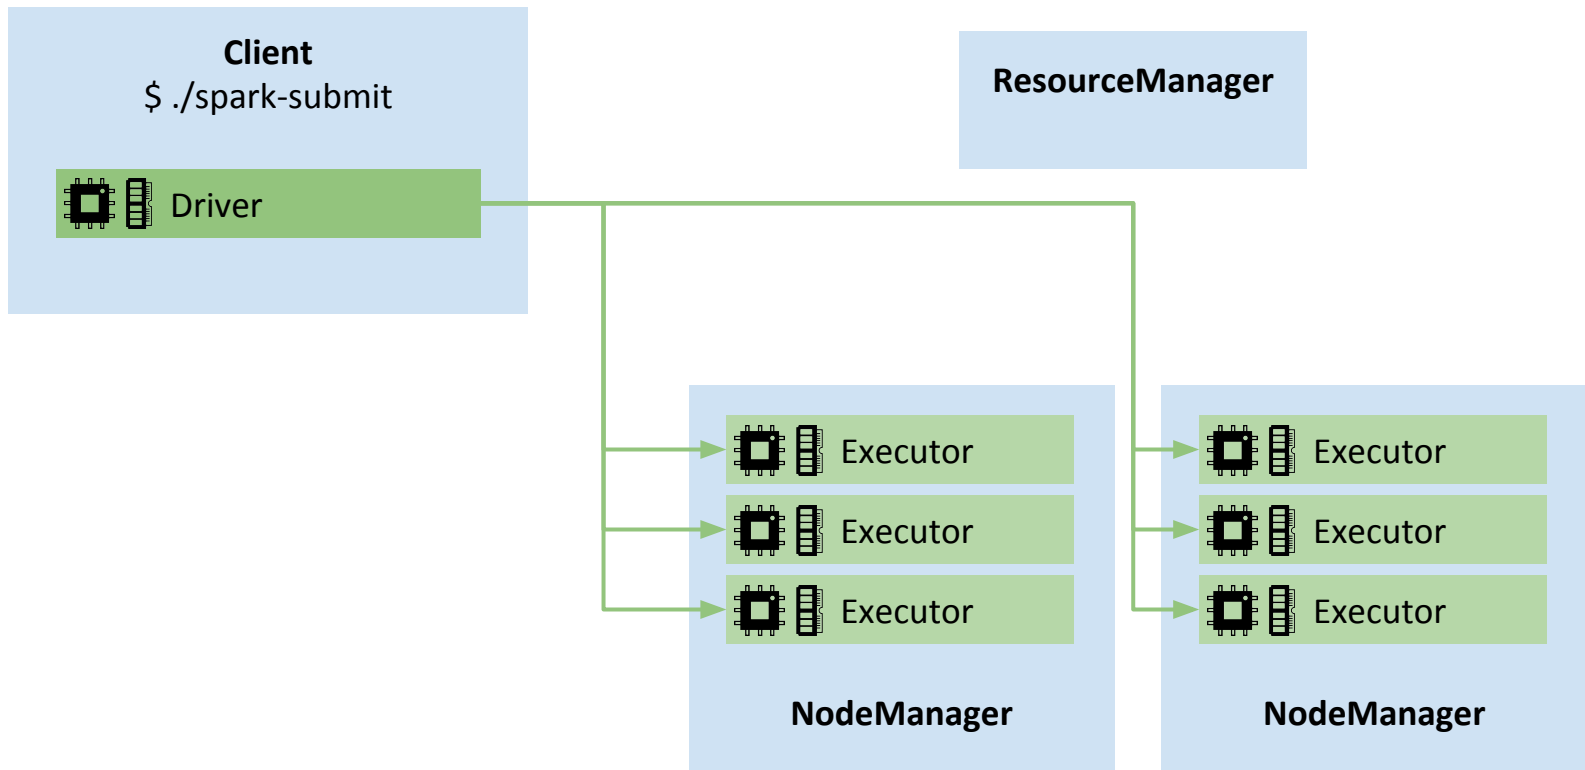 Client
$ ./spark-submit
Driver
ResourceManager
Executor
Executor
Executor
NodeManager
Executor
Executor
Executor
NodeManager